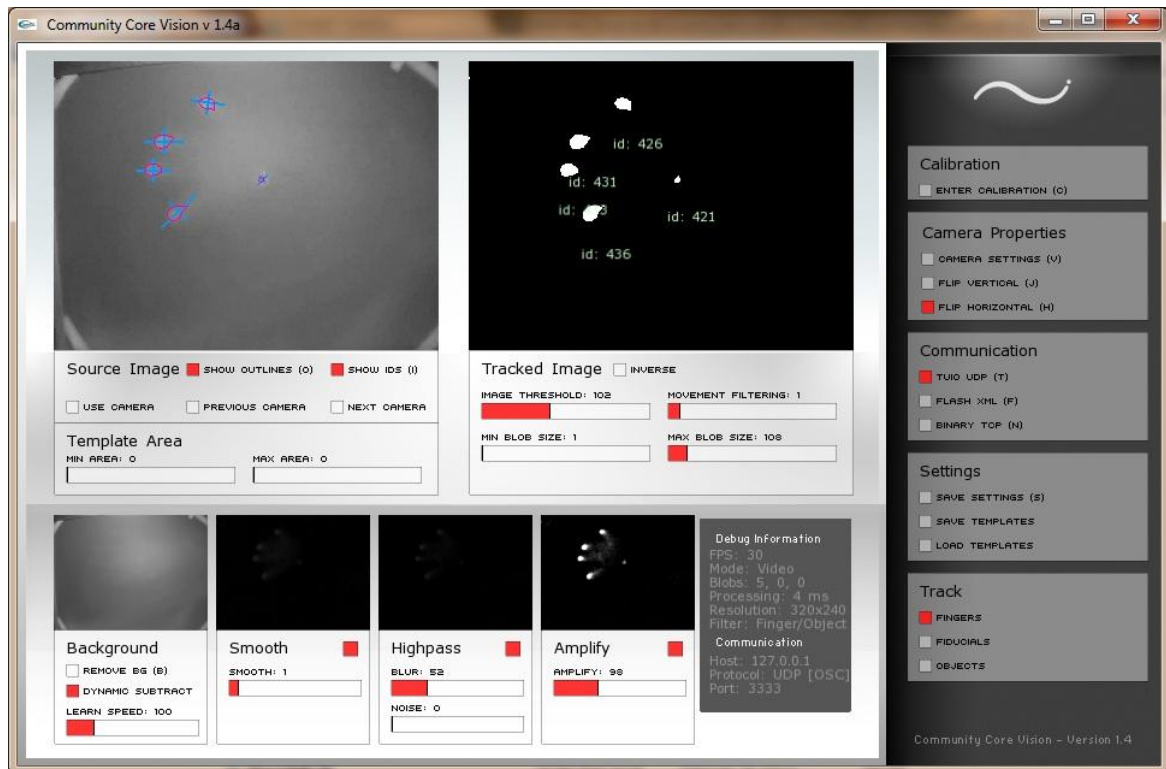 Community Core Vision v 1.4a
id: 426
id: 431
id: 3
id: 421
id: 436
Source Image
SHOW OUTLINES (O)
SHOW IDS (I)
USE CAMERA
PREVIOUS CAMERA
NEXT CAMERA
Template Area
MIN AREA: 0
MAX AREA: 0
Tracked Image
INVERSE
IMAGE THRESHOLD: 102
MOVEMENT FILTERING: 1
MIN BLOB SIZE: 1
MAX BLOB SIZE: 108
Background
REMOVE BG (B)
DYNAMIC SUBTRACT
LEARN SPEED: 100
Smooth
SMOOTH: 1
Highpass
BLUR: 52
NOISE: 0
Amplify
AMPLIFY: 98
Debug Information
FPS: 30
Mode: Video
Blobs: 5, 0, 0
Processing: 4 ms
Resolution: 320x240
Filter: Finger/Object
Communication
Host: 127.0.0.1
Protocol: UDP [OSC]
Port: 3333
Calibration
ENTER CALIBRATION (C)
Camera Properties
CAMERA SETTINGS (V)
FLIP VERTICAL (J)
FLIP HORIZONTAL (H)
Communication
TUIO UDP (T)
FLASH XML (F)
BINARY TCP (N)
Settings
SAVE SETTINGS (S)
SAVE TEMPLATES
LOAD TEMPLATES
Track
FINGERS
FIDUCIALS
OBJECTS
Community Core Vision - Version 1.4